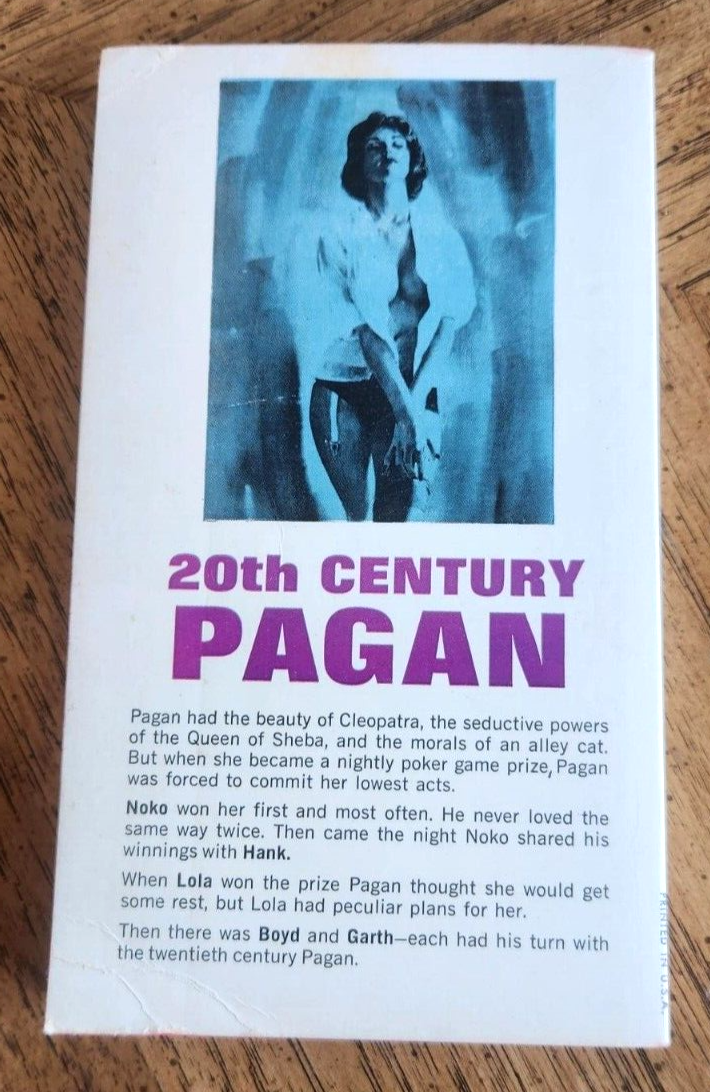 20th CENTURY
PAGAN
Pagan had the beauty of Cleopatra, the seductive powers
of the Queen of Sheba, and the morals of an alley cat.
But when she became a nightly poker game prize, Pagan
was forced to commit her lowest acts.
Noko won her first and most often. He never loved the
same way twice. Then came the night Noko shared his
winnings with Hank.
When Lola won the prize Pagan thought she would get
some rest, but Lola had peculiar plans for her.
Then there was Boyd and Garth—each had his turn with
the twentieth century Pagan.
PRINTED IN U.S.A.